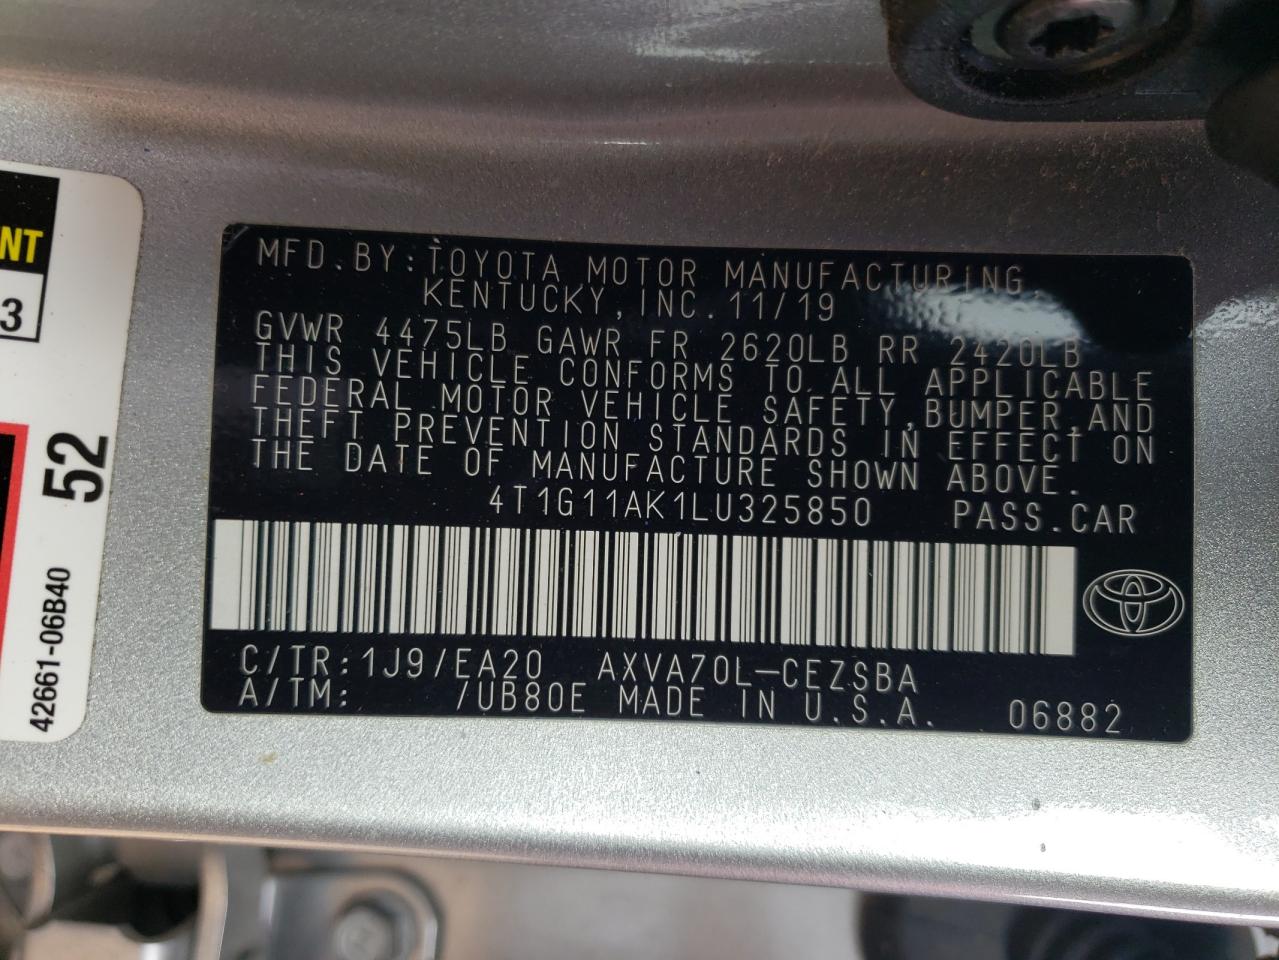 NT
3
52
42661-06B40
MFD.BY:TOYOTA MOTOR MANUFACTURING
KENTUCKY,INC.11/19
GVWR 4475LB GAWR FR 2620LB RR 2420LB
THIS VEHICLE CONFORMS TO ALL APPLICABLE
FEDERAL MOTOR VEHICLE SAFETY,BUMPER,AND
THEFT PREVENTION STANDARDS IN EFFECT ON
THE DATE OF MANUFACTURE SHOWN ABOVE.
4T1G11AK1LU325850 PASS.CAR
C/TR:1J9/EA20 AXVA70L-CEZSBA
A/TM: /UB80E MADE IN U.S.A. 06882